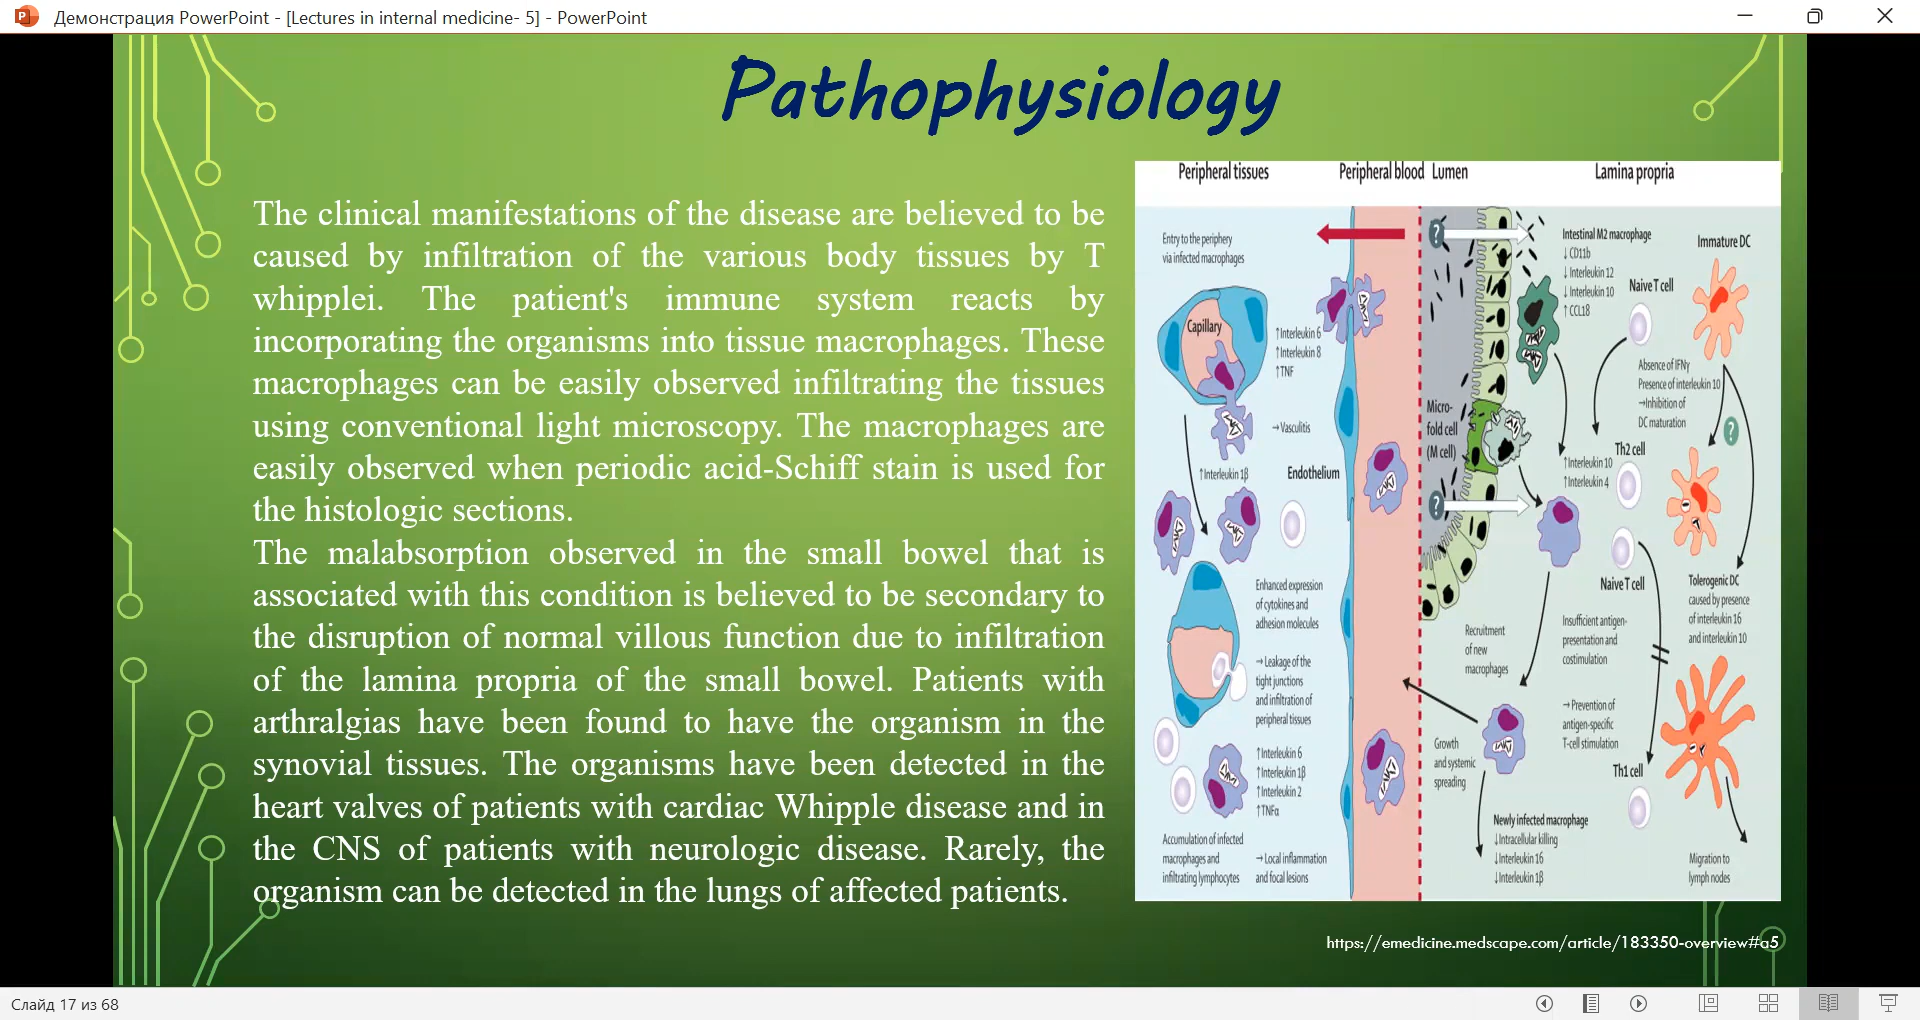 Демонстрация PowerPoint - [Lectures in internal medicine- 5] - PowerPoint
Pathophysiology
The clinical manifestations of the disease are believed to be
caused by infiltration of the various body tissues by T
whipplei. The patient's immune system reacts by
incorporating the organisms into tissue macrophages. These
macrophages can be easily observed infiltrating the tissues
using conventional light microscopy. The macrophages are
easily observed when periodic acid-Schiff stain is used for
the histologic sections.
The malabsorption observed in the small bowel that is
associated with this condition is believed to be secondary to
the disruption of normal villous function due to infiltration
of the lamina propria of the small bowel. Patients with
arthralgias have been found to have the organism in the
synovial tissues. The organisms have been detected in the
heart valves of patients with cardiac Whipple disease and in
the CNS of patients with neurologic disease. Rarely, the
organism can be detected in the lungs of affected patients.
Peripheral tissues
Peripheral blood
Lumen
Lamina propria
Entry to the periphery
via infected macrophages
Capillary
↑Interleukin 6
↑Interleukin 8
↑TNF
→Vasculitis
↑Interleukin 1β
Endothelium
Enhanced expression
of cytokines and
adhesion molecules
→Leakage of the
tight junctions
and infiltration of
peripheral tissues
↑Interleukin 6
↑Interleukin 1β
↑Interleukin 2
↑TNFα
Accumulation of infected
macrophages and
infiltrating lymphocytes
→Local inflammation
and focal lesions
?
Micro-
fold cell
(M cell)
?
Intestinal M2 macrophage
↓CD11b
↓Interleukin 12
↓Interleukin 10
↑CCL18
Naive T cell
Immature DC
Absence of IFNγ
Presence of interleukin 10
→Inhibition of
DC maturation
?
Th2 cell
↑Interleukin 10
↑Interleukin 4
Naive T cell
Tolerogenic DC
caused by presence
of interleukin 16
and interleukin 10
Recruitment
of new
macrophages
Insufficient antigen-
presentation and
costimulation
→Prevention of
antigen-specific
T-cell stimulation
Growth
and systemic
spreading
Th1 cell
Newly infected macrophage
↓Intracellular killing
↓Interleukin 16
↓Interleukin 1β
Migration to
lymph nodes
https://emedicine.medscape.com/article/183350-overview#a5
Слайд 17 из 68